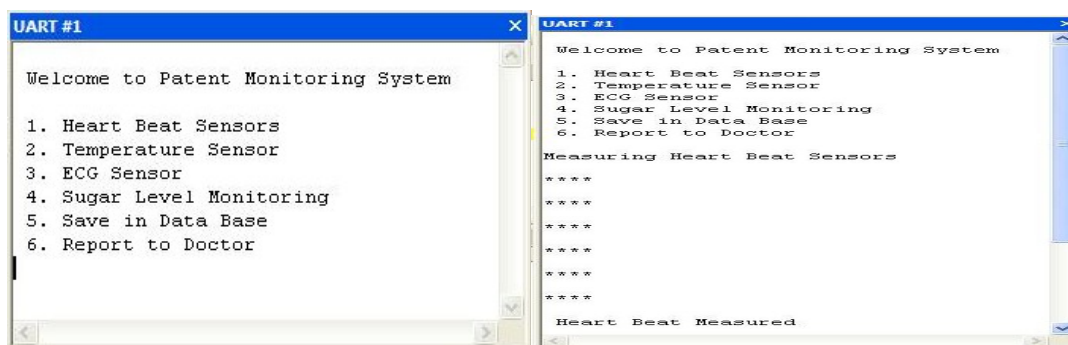 UART #1
Welcome to Patent Monitoring System
1. Heart Beat Sensors
2. Temperature Sensor
3. ECG Sensor
4. Sugar Level Monitoring
5. Save in Data Base
6. Report to Doctor
UART #1
Welcome to Patent Monitoring System
1. Heart Beat Sensors
2. Temperature Sensor
3. ECG Sensor
4. Sugar Level Monitoring
5. Save in Data Base
6. Report to Doctor
Measuring Heart Beat Sensors
****
****
****
****
****
****
Heart Beat Measured